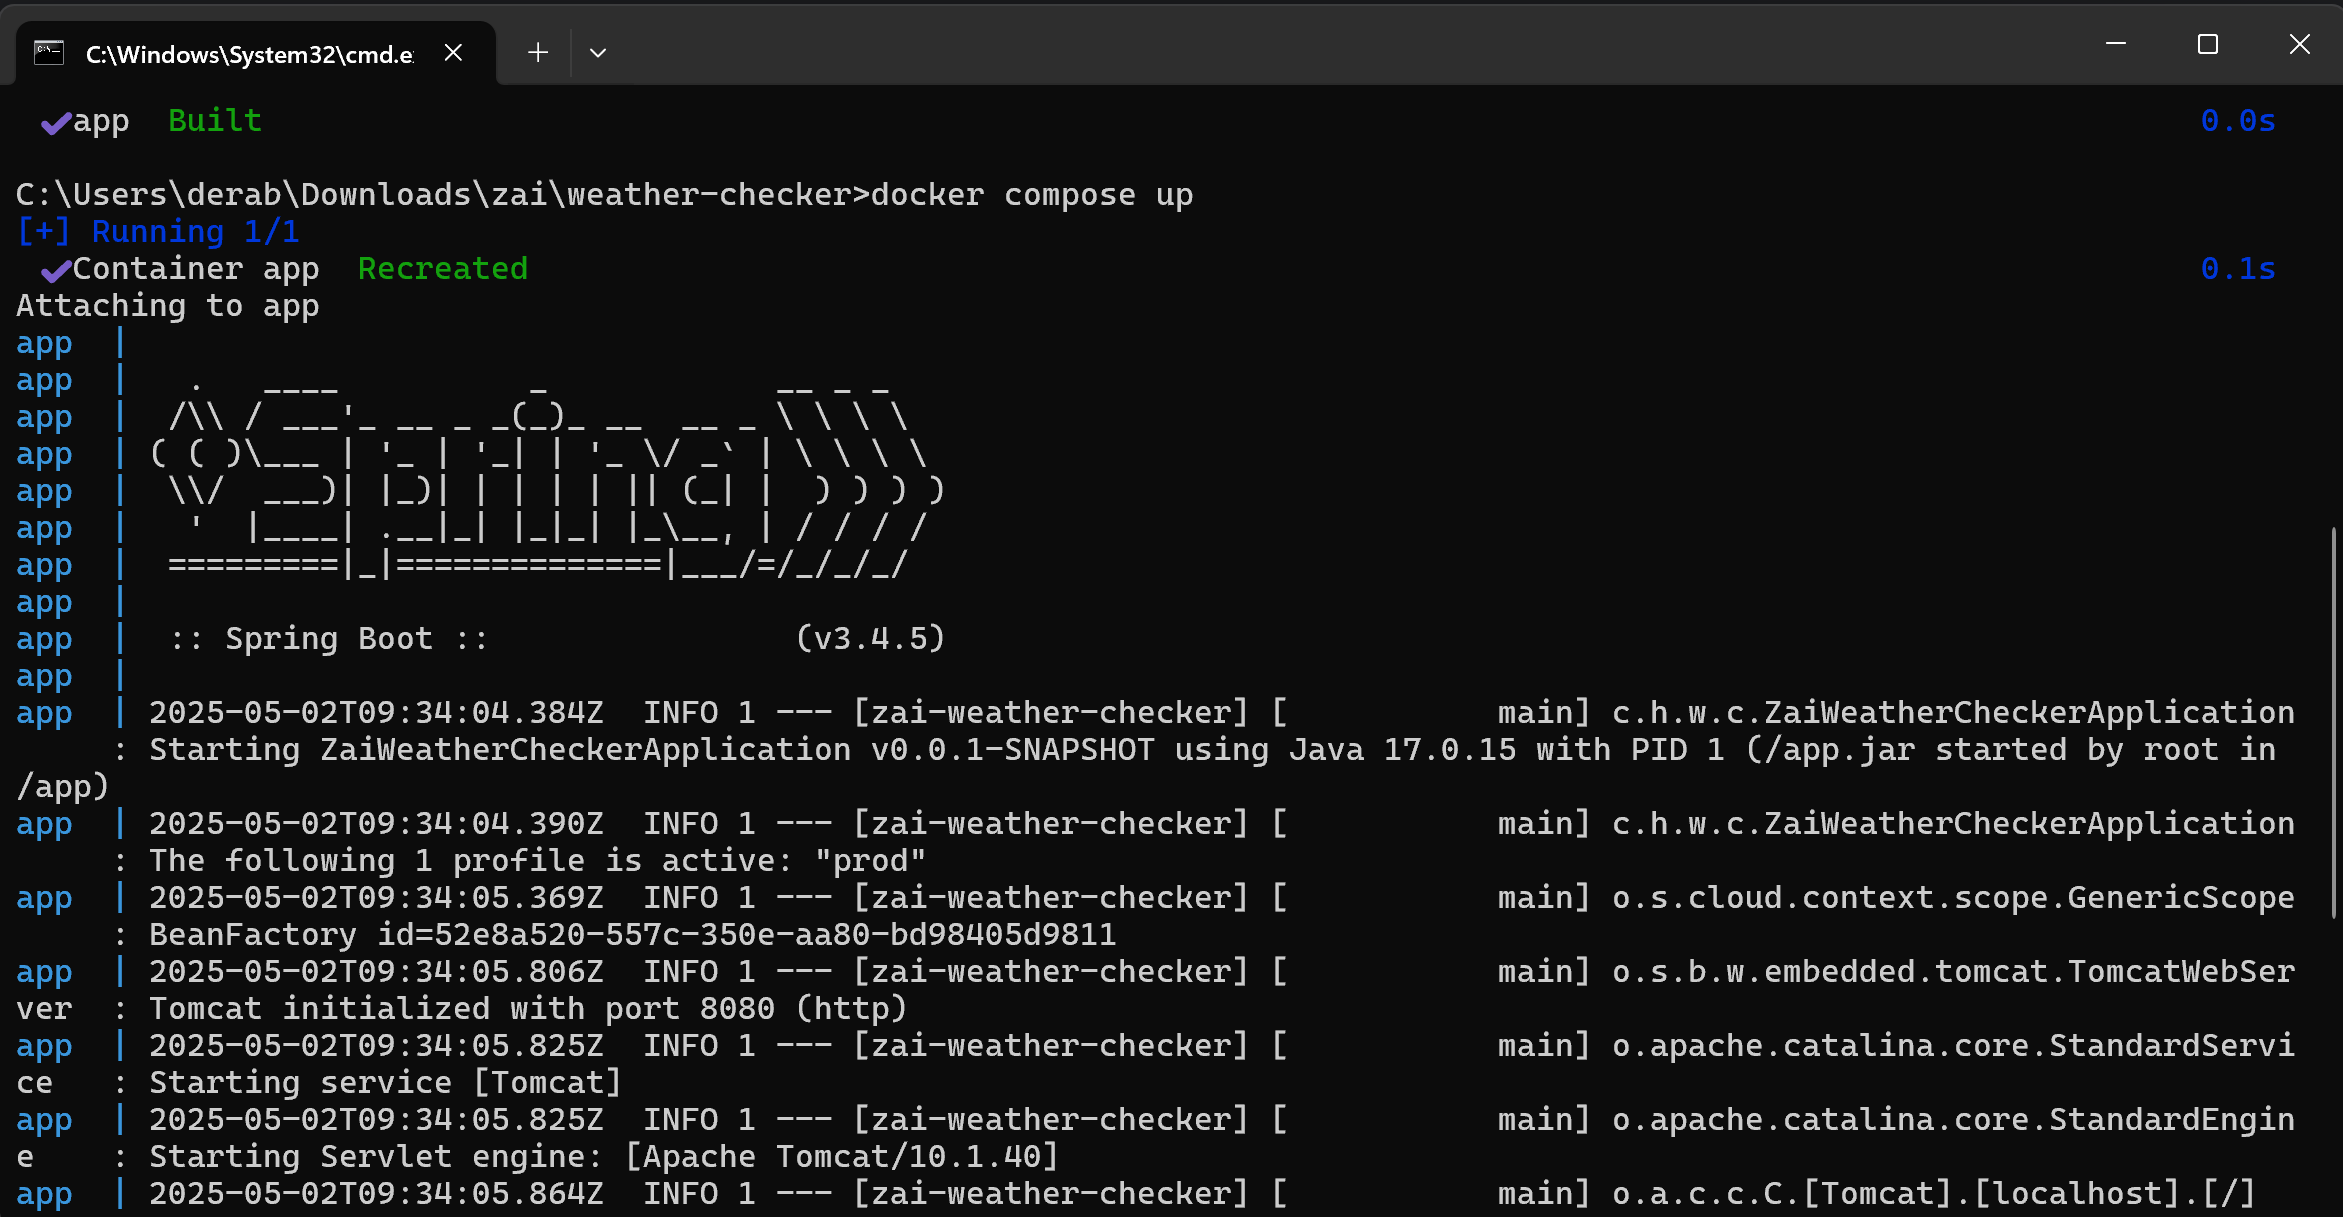 C:\Windows\System32\cmd.e
app  Built 0.0s
C:\Users\derab\Downloads\zai\weather-checker>docker compose up
[+] Running 1/1
Container app  Recreated 0.1s
Attaching to app
app  |
app  |   .   ____          _            __ _ _
app  |  /\\ / ___'_ __ _ _(_)_ __  __ _ \ \ \ \
app  | ( ( )\___ | '_ | '_| | '_ \/ _` | \ \ \ \
app  |  \\/  ___)| |_)| | | | | || (_| |  ) ) ) )
app  |   '  |____| .__|_| |_|_| |_\__, | / / / /
app  |  =========|_|==============|___/=/_/_/_/
app  |
app  |  :: Spring Boot ::                (v3.4.5)
app  |
app  | 2025-05-02T09:34:04.384Z  INFO 1 --- [zai-weather-checker] [           main] c.h.w.c.ZaiWeatherCheckerApplication
: Starting ZaiWeatherCheckerApplication v0.0.1-SNAPSHOT using Java 17.0.15 with PID 1 (/app.jar started by root in
/app)
app  | 2025-05-02T09:34:04.390Z  INFO 1 --- [zai-weather-checker] [           main] c.h.w.c.ZaiWeatherCheckerApplication
: The following 1 profile is active: "prod"
app  | 2025-05-02T09:34:05.369Z  INFO 1 --- [zai-weather-checker] [           main] o.s.cloud.context.scope.GenericScope
: BeanFactory id=52e8a520-557c-350e-aa80-bd98405d9811
app  | 2025-05-02T09:34:05.806Z  INFO 1 --- [zai-weather-checker] [           main] o.s.b.w.embedded.tomcat.TomcatWebSer
ver  : Tomcat initialized with port 8080 (http)
app  | 2025-05-02T09:34:05.825Z  INFO 1 --- [zai-weather-checker] [           main] o.apache.catalina.core.StandardServi
ce   : Starting service [Tomcat]
app  | 2025-05-02T09:34:05.825Z  INFO 1 --- [zai-weather-checker] [           main] o.apache.catalina.core.StandardEngin
e    : Starting Servlet engine: [Apache Tomcat/10.1.40]
app  | 2025-05-02T09:34:05.864Z  INFO 1 --- [zai-weather-checker] [           main] o.a.c.c.C.[Tomcat].[localhost].[/]